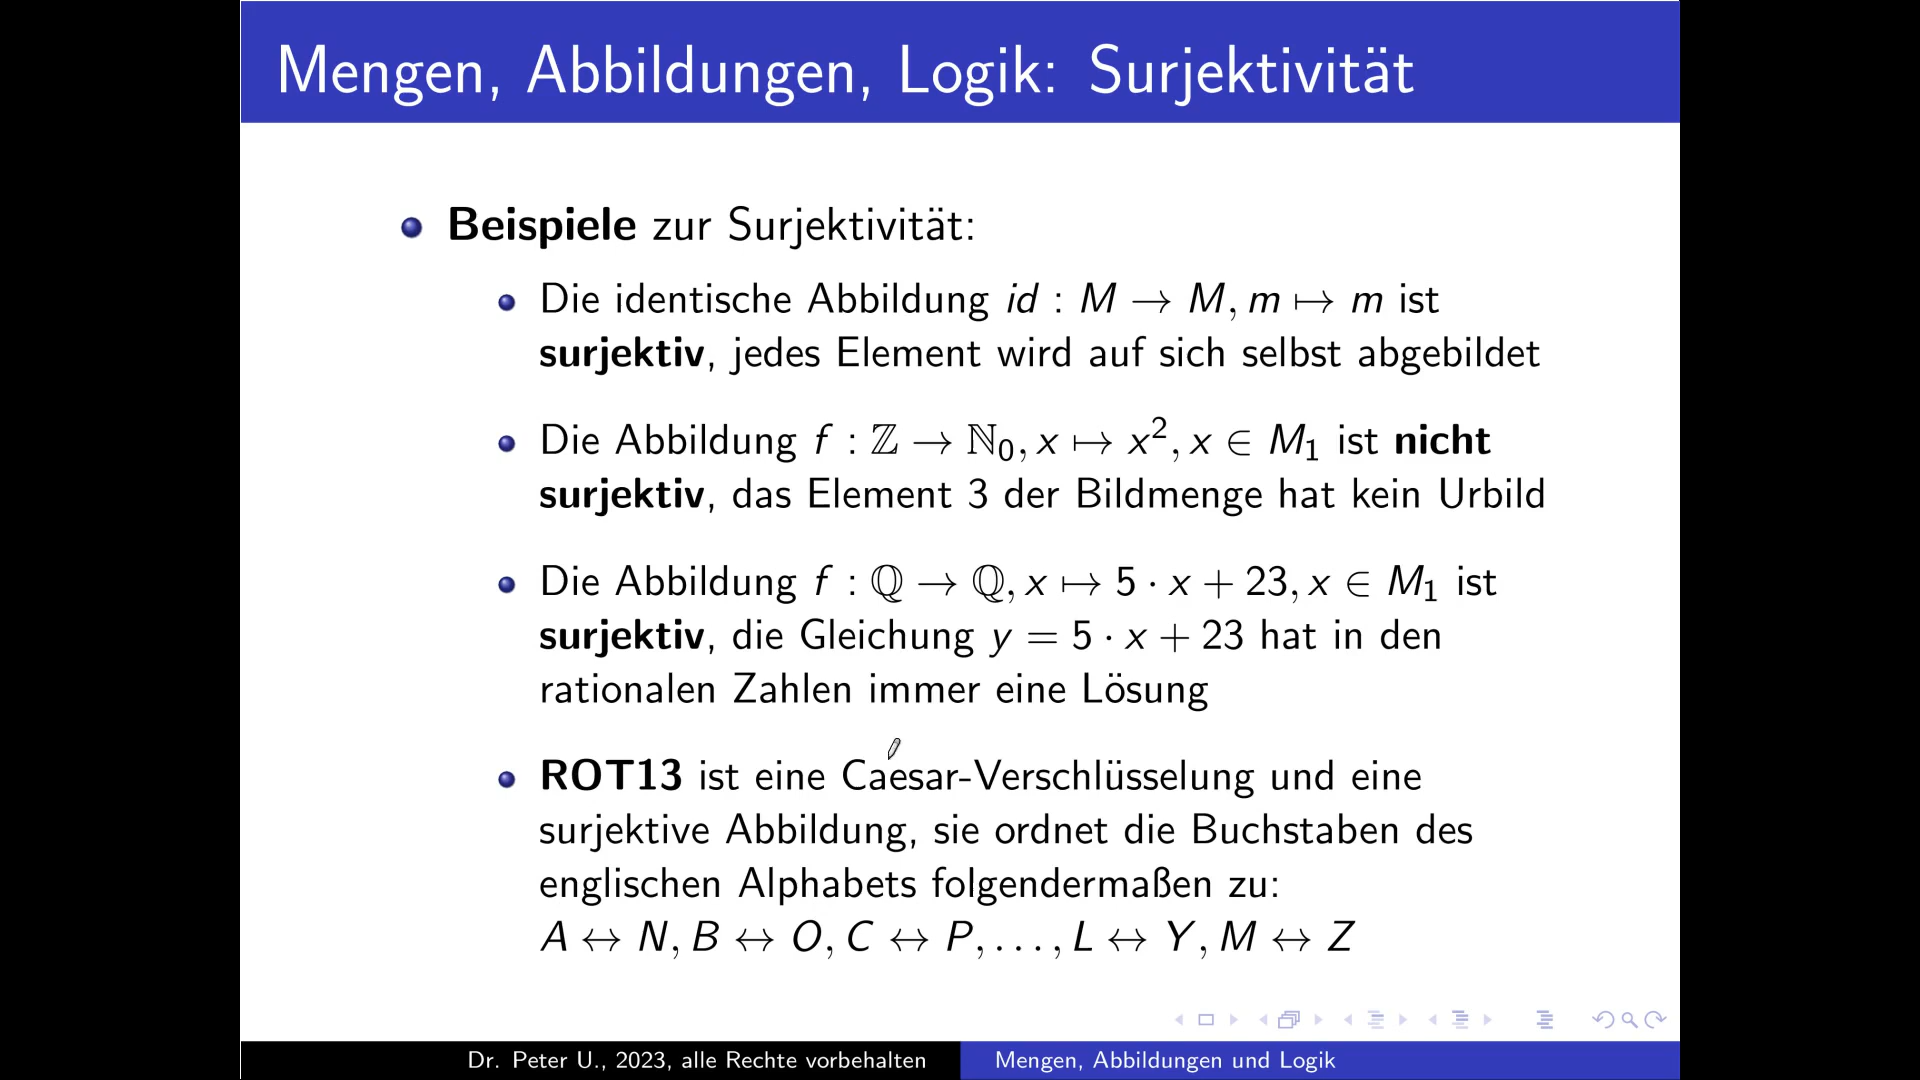 Mengen, Abbildungen, Logik: Surjektivität
Beispiele zur Surjektivität:
Die identische Abbildung id : M → M, m ↦ m ist
surjektiv, jedes Element wird auf sich selbst abgebildet
Die Abbildung f : ℤ → ℕ₀, x ↦ x², x ∈ M₁ ist nicht
surjektiv, das Element 3 der Bildmenge hat kein Urbild
Die Abbildung f : ℚ → ℚ, x ↦ 5 · x + 23, x ∈ M₁ ist
surjektiv, die Gleichung y = 5 · x + 23 hat in den
rationalen Zahlen immer eine Lösung
ROT13 ist eine Caesar-Verschlüsselung und eine
surjektive Abbildung, sie ordnet die Buchstaben des
englischen Alphabets folgendermaßen zu:
A ↔ N, B ↔ O, C ↔ P, . . . , L ↔ Y, M ↔ Z
Dr. Peter U., 2023, alle Rechte vorbehalten
Mengen, Abbildungen und Logik